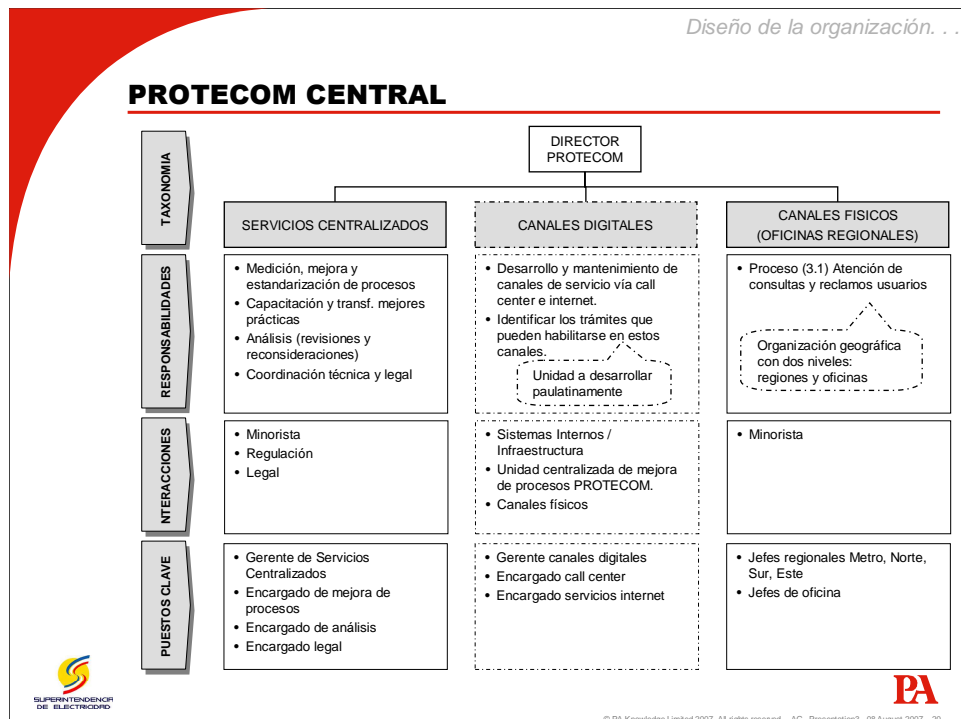 Diseño de la organización. . .
PROTECOM CENTRAL
TAXONOMIA
DIRECTOR
PROTECOM
SERVICIOS CENTRALIZADOS
CANALES DIGITALES
CANALES FISICOS
(OFICINAS REGIONALES)
RESPONSABILIDADES
• Medición, mejora y
estandarización de procesos
• Capacitación y transf. mejores
prácticas
• Análisis (revisiones y
reconsideraciones)
• Coordinación técnica y legal
• Desarrollo y mantenimiento de
canales de servicio vía call
center e internet.
• Identificar los trámites que
pueden habilitarse en estos
canales.
Unidad a desarrollar
paulatinamente
• Proceso (3.1) Atención de
consultas y reclamos usuarios
Organización geográfica
con dos niveles:
regiones y oficinas
NTERACCIONES
• Minorista
• Regulación
• Legal
• Sistemas Internos /
Infraestructura
• Unidad centralizada de mejora
de procesos PROTECOM.
• Canales físicos
• Minorista
PUESTOS CLAVE
• Gerente de Servicios
Centralizados
• Encargado de mejora de
procesos
• Encargado de análisis
• Encargado legal
• Gerente canales digitales
• Encargado call center
• Encargado servicios internet
• Jefes regionales Metro, Norte,
Sur, Este
• Jefes de oficina
SUPERINTENDENCIA
DE ELECTRICIDAD
PA